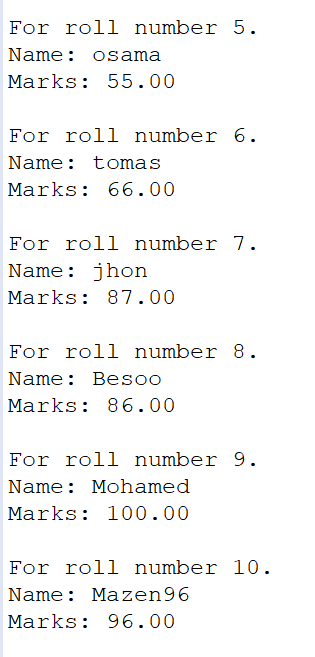 For roll number 5.
Name: osama
Marks: 55.00
For roll number 6.
Name: tomas
Marks: 66.00
For roll number 7.
Name: jhon
Marks: 87.00
For roll number 8.
Name: Besoo
Marks: 86.00
For roll number 9.
Name: Mohamed
Marks: 100.00
For roll number 10.
Name: Mazen96
Marks: 96.00